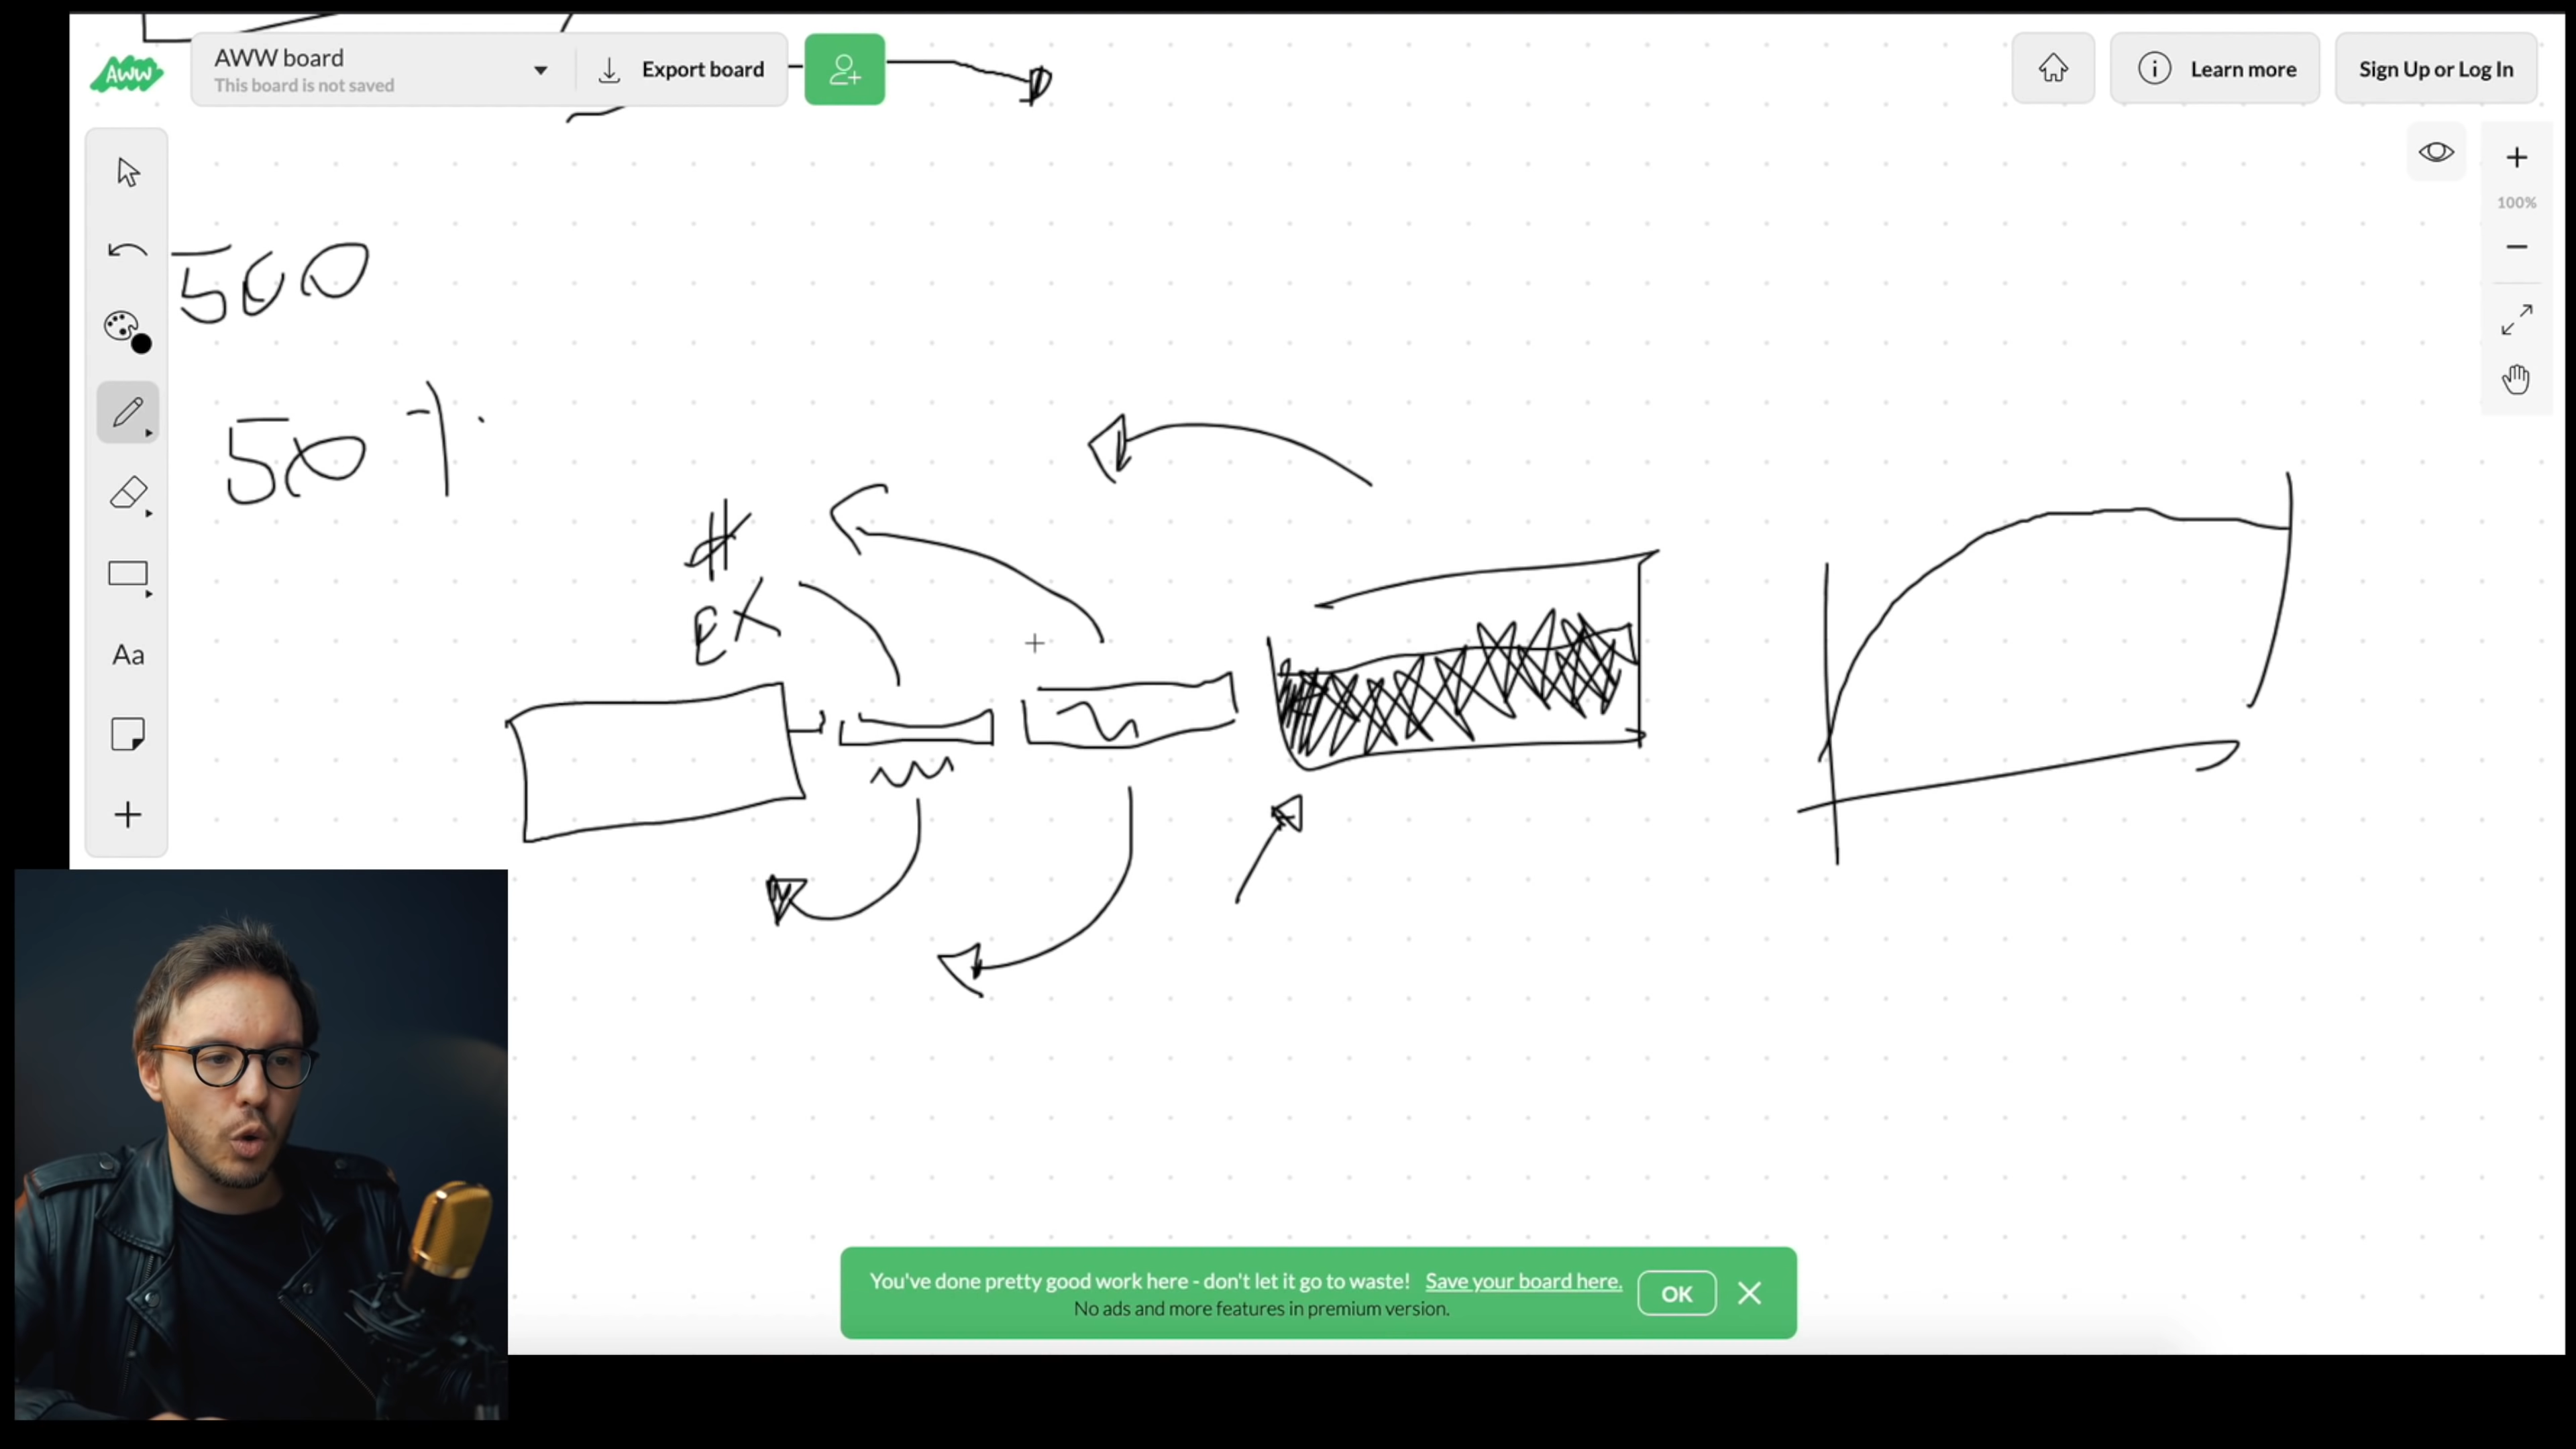 AWW
AWW board
This board is not saved
Export board
Learn more
Sign Up or Log In
100%
500
50
Aa
You've done pretty good work here - don't let it go to waste! Save your board here.
No ads and more features in premium version.
OK